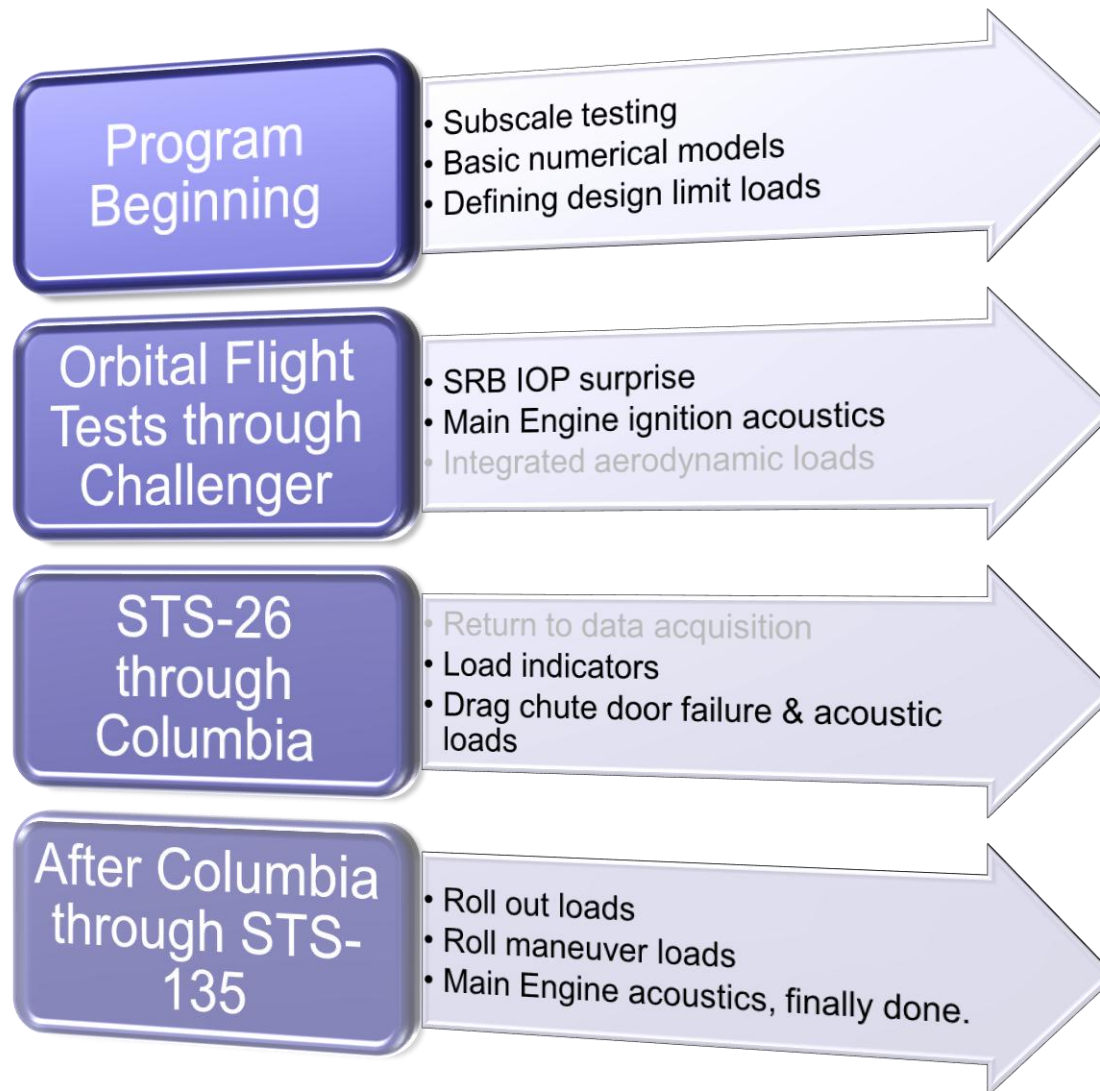 Program
Beginning
• Subscale testing
• Basic numerical models
• Defining design limit loads
Orbital Flight
Tests through
Challenger
• SRB IOP surprise
• Main Engine ignition acoustics
• Integrated aerodynamic loads
STS-26
through
Columbia
• Return to data acquisition
• Load indicators
• Drag chute door failure & acoustic
loads
After Columbia
through STS-
135
• Roll out loads
• Roll maneuver loads
• Main Engine acoustics, finally done.